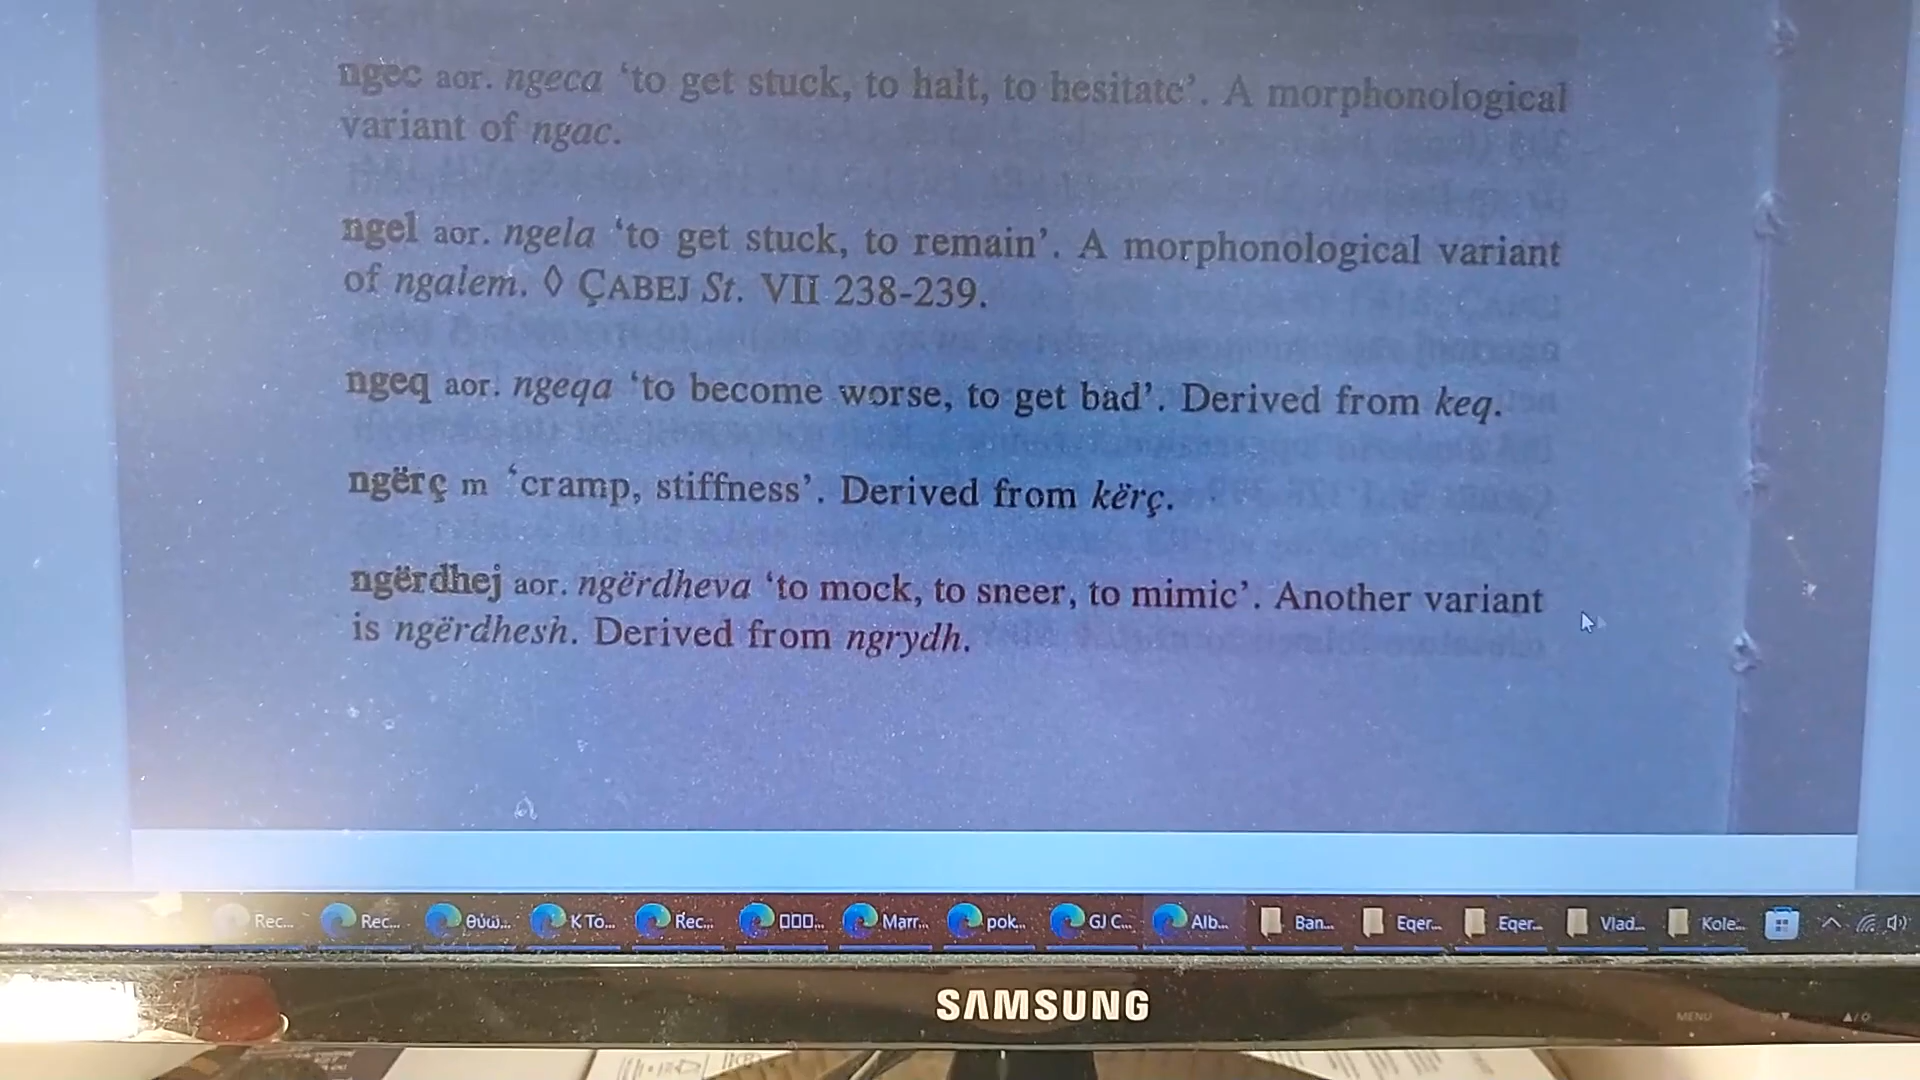 ngec aor. ngeca ‘to get stuck, to halt, to hesitate’. A morphonological
variant of ngac.
ngel aor. ngela ‘to get stuck, to remain’. A morphonological variant
of ngalem. ◊ ÇABEJ St. VII 238-239.
ngeq aor. ngeqa ‘to become worse, to get bad’. Derived from keq.
ngërç m ‘cramp, stiffness’. Derived from kërç.
ngërdhej aor. ngërdheva ‘to mock, to sneer, to mimic’. Another variant
is ngërdhesh. Derived from ngrydh.
Rec... Rec... θύω... K To... Rec... Marr... pok... GJ C... Alb... Ban... Eqer... Eqer... Vlad... Kole...
SAMSUNG
MENU